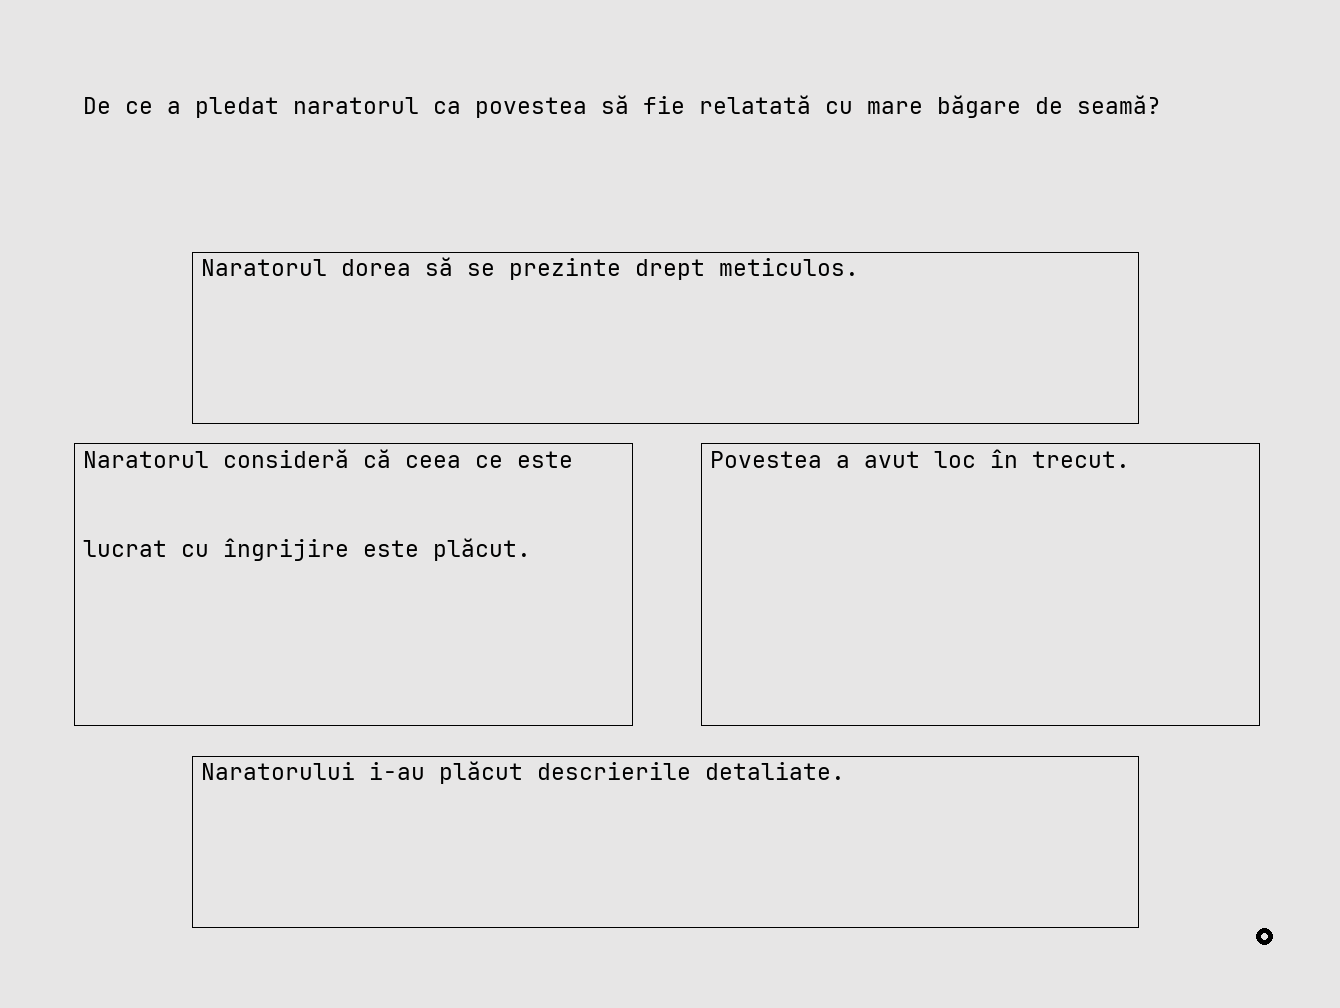 De ce a pledat naratorul ca povestea să fie relatată cu mare băgare de seamă?
Naratorul dorea să se prezinte drept meticulos.
Naratorul consideră că ceea ce este
lucrat cu îngrijire este plăcut.
Povestea a avut loc în trecut.
Naratorului i-au plăcut descrierile detaliate.